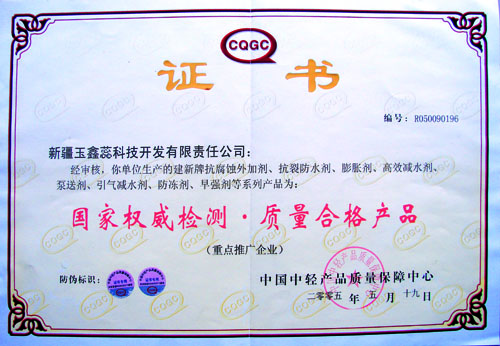 CQGC
证 书
编号: R050090196
新疆玉鑫蕊科技开发有限责任公司:
经审核，你单位生产的建新牌抗腐蚀外加剂、抗裂防水剂、膨胀剂、高效减水剂、
泵送剂、引气减水剂、防冻剂、早强剂等系列产品为:
国家权威检测·质量合格产品
(重点推广企业)
防伪标识:
中国中轻产品质量保障中心
二零零五年 五 月 十九 日